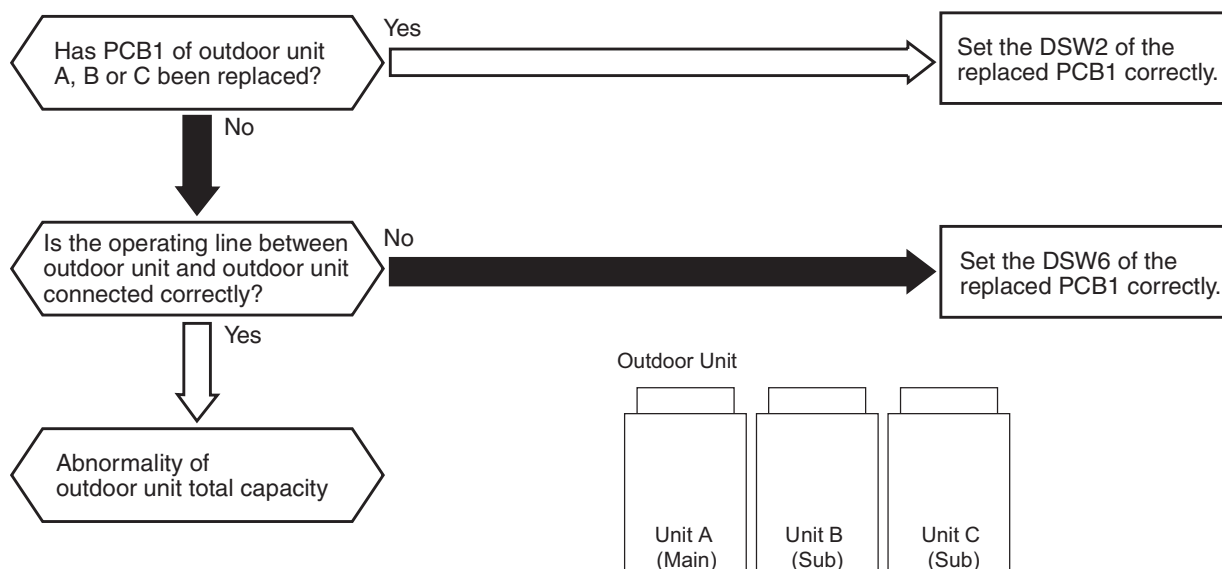 Has PCB1 of outdoor unit
A, B or C been replaced?
Yes
Set the DSW2 of the
replaced PCB1 correctly.
No
Is the operating line between
outdoor unit and outdoor unit
connected correctly?
No
Set the DSW6 of the
replaced PCB1 correctly.
Yes
Abnormality of
outdoor unit total capacity
Outdoor Unit
Unit A
(Main)
Unit B
(Sub)
Unit C
(Sub)